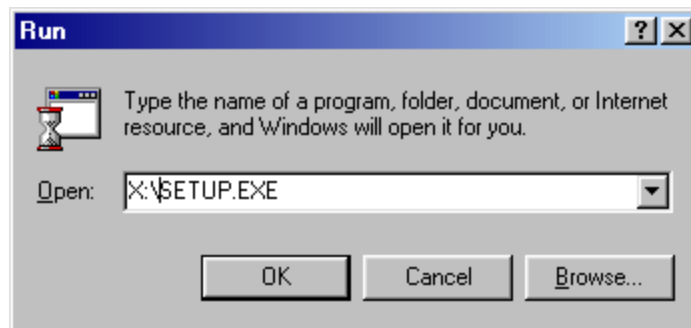 Run
Type the name of a program, folder, document, or Internet
resource, and Windows will open it for you.
Open: X:\SETUP.EXE
OK Cancel Browse...